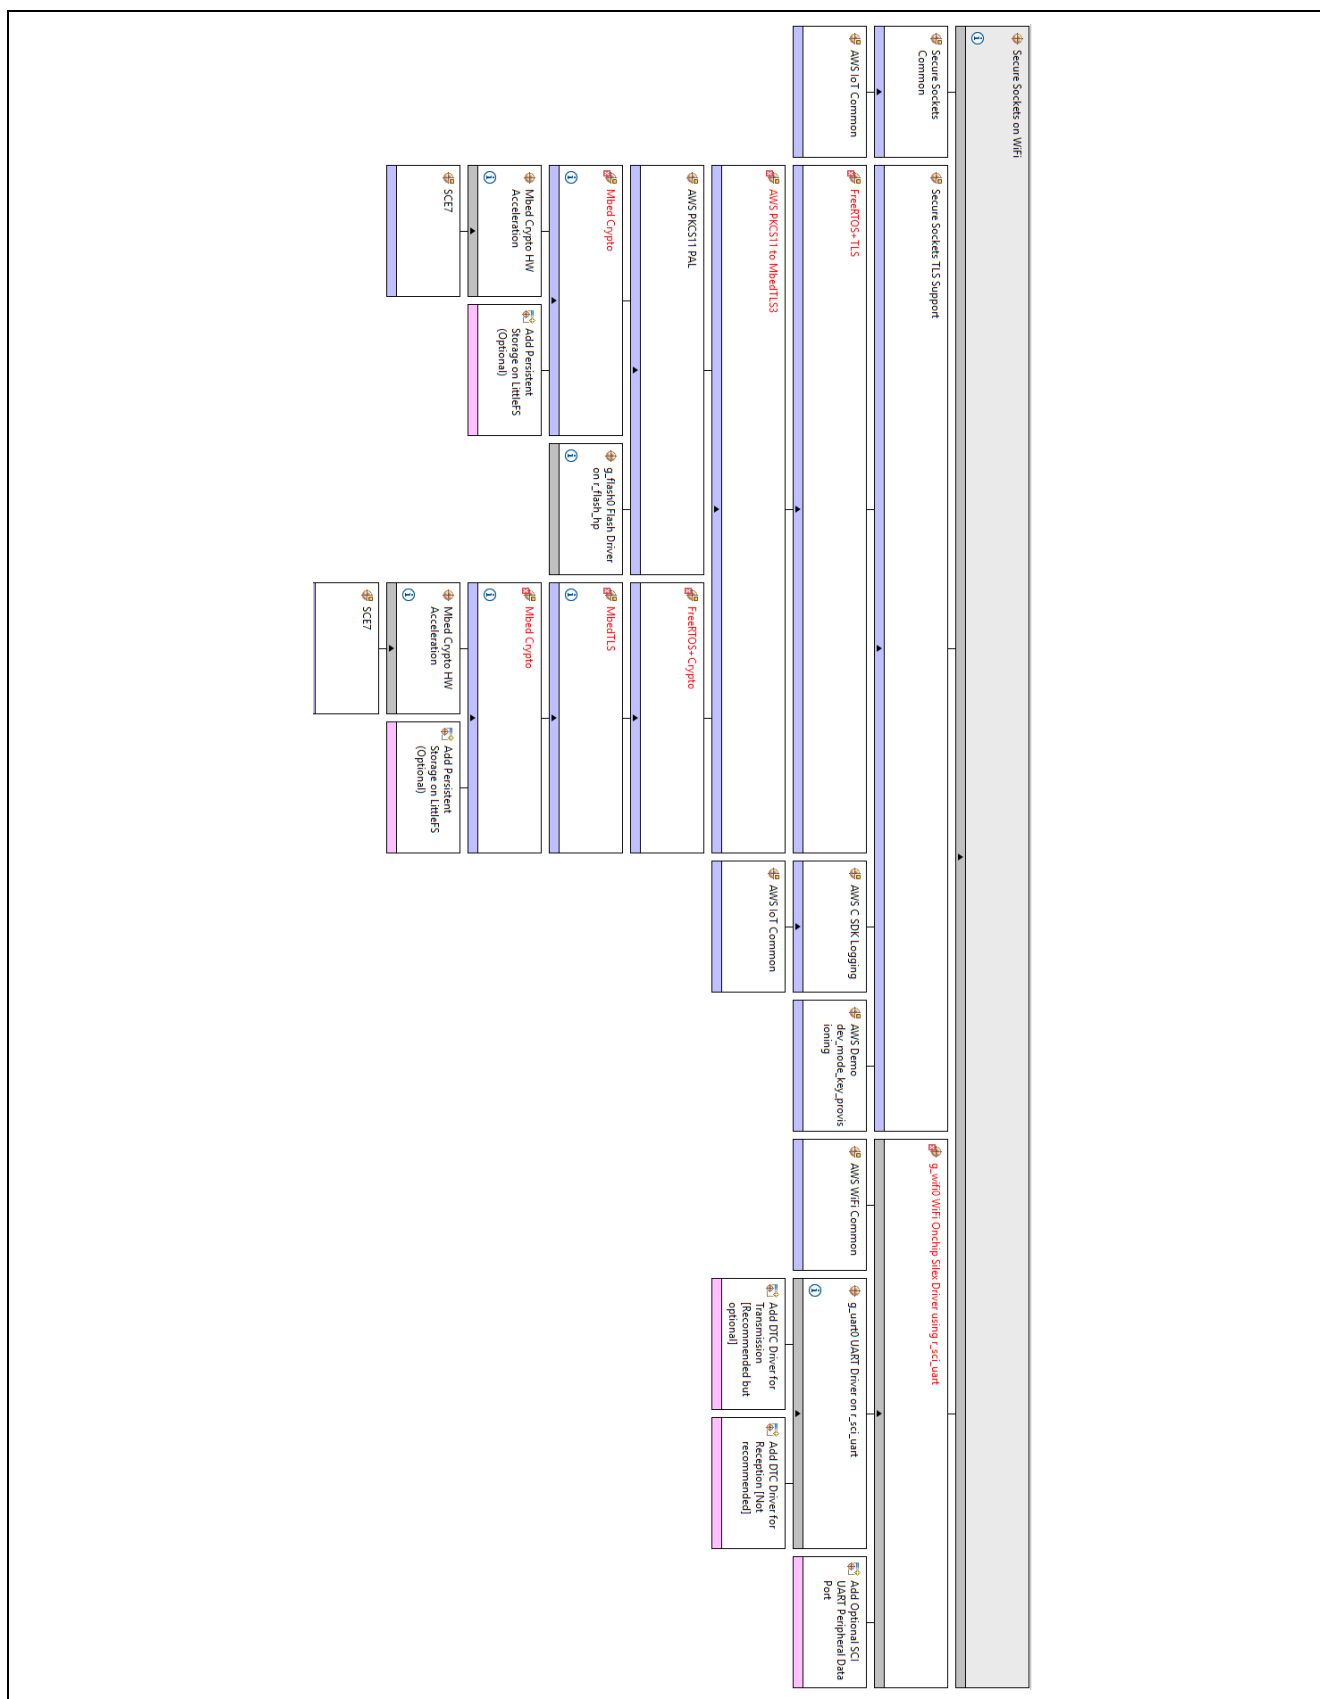 Secure Sockets on WiFi
Secure Sockets
Common
Secure Sockets TLS Support
g_wifi0 WiFi Onchip Silex Driver using r_sci_uart
AWS IoT Common
FreeRTOS+ TLS
AWS C SDK Logging
AWS Demo
dev_mode_key_provis
ioning
AWS WiFi Common
g_uart0 UART Driver on r_sci_uart
Add Optional SCI
UART Peripheral Data
Port
AWS PKCS11 to MbedTLS3
AWS IoT Common
Add DTC Driver for
Transmission
[Recommended but
optional]
Add DTC Driver for
Reception [Not
recommended]
AWS PKCS11 PAL
FreeRTOS+ Crypto
Mbed Crypto
g_flash0 Flash Driver
on r_flash_hp
MbedTLS
Mbed Crypto HW
Acceleration
Add Persistent
Storage on LittleFS
(Optional)
Mbed Crypto
SCE7
Mbed Crypto HW
Acceleration
Add Persistent
Storage on LittleFS
(Optional)
SCE7